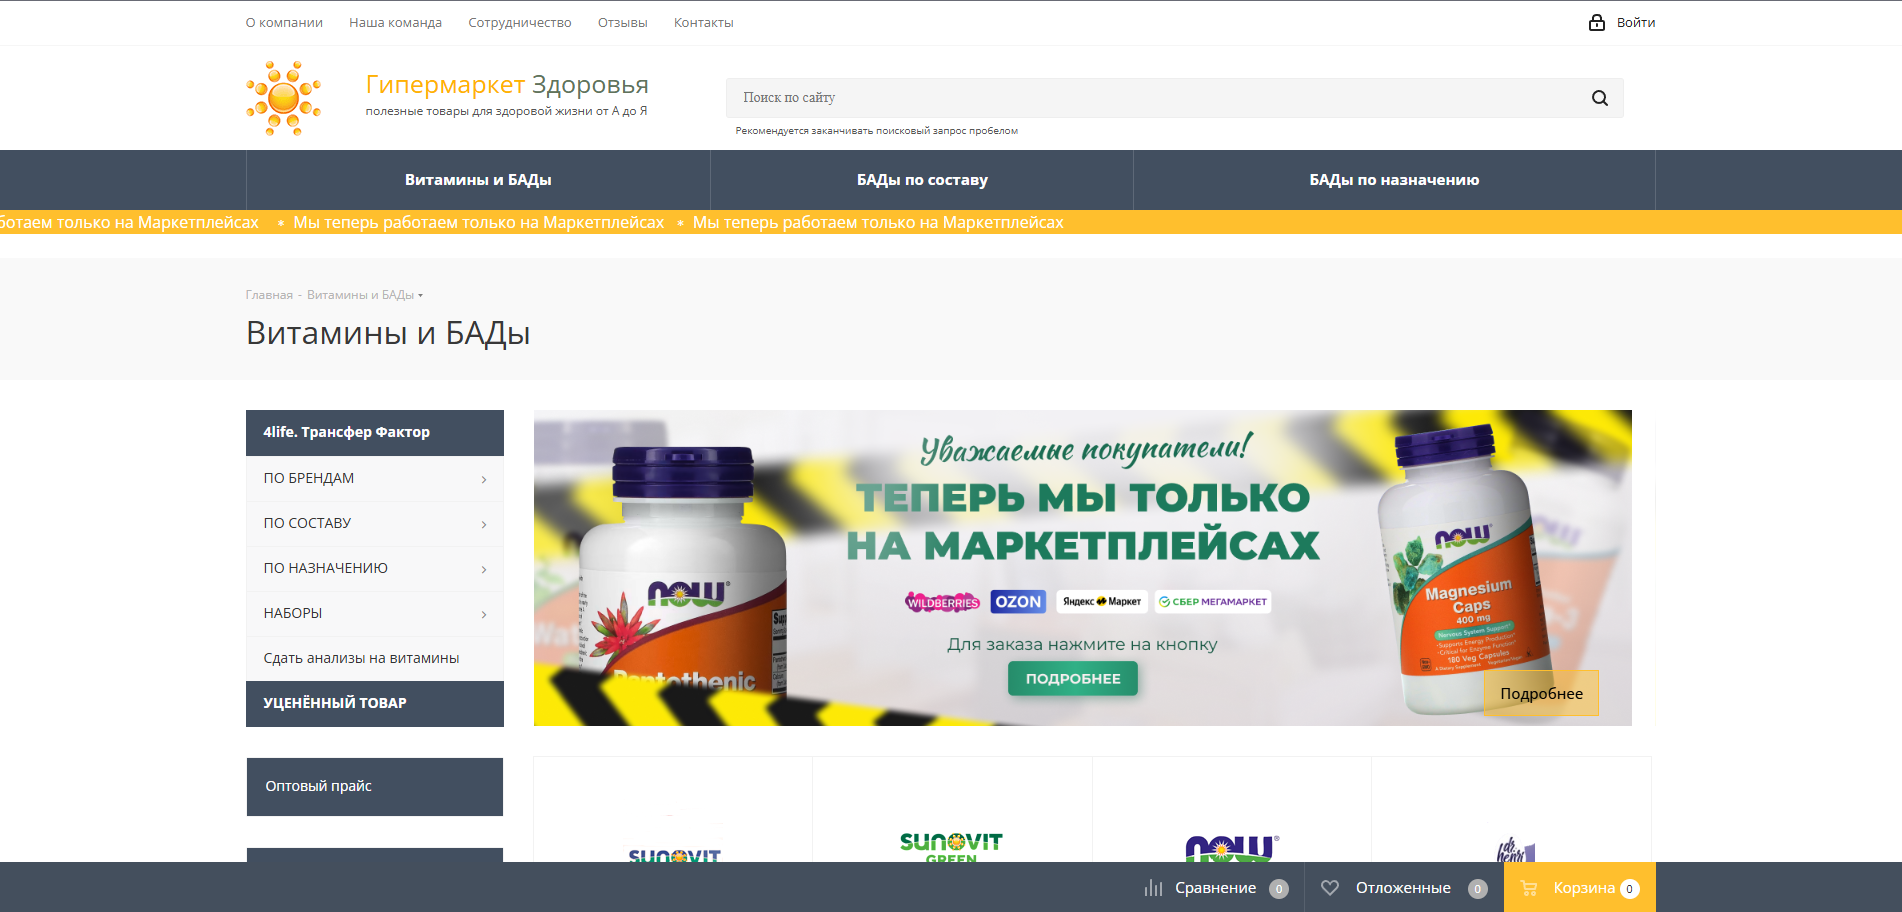 О компании Наша команда Сотрудничество Отзывы Контакты Войти
Гипермаркет Здоровья
полезные товары для здоровой жизни от А до Я
Поиск по сайту
Рекомендуется заканчивать поисковый запрос пробелом
Витамины и БАДы БАДы по составу БАДы по назначению
ботаем только на Маркетплейсах * Мы теперь работаем только на Маркетплейсах * Мы теперь работаем только на Маркетплейсах
Главная - Витамины и БАДы
Витамины и БАДы
4life. Трансфер Фактор
ПО БРЕНДАМ
ПО СОСТАВУ
ПО НАЗНАЧЕНИЮ
НАБОРЫ
Сдать анализы на витамины
УЦЕНЁННЫЙ ТОВАР
Оптовый прайс
Уважаемые покупатели!
ТЕПЕРЬ МЫ ТОЛЬКО
НА МАРКЕТПЛЕЙСАХ
WILDBERRIES OZON Яндекс Маркет СБЕР МЕГАМАРКЕТ
Для заказа нажмите на кнопку
ПОДРОБНЕЕ
NOW
Pantothenic
NOW
Magnesium
Caps
400 mg
Nervous System Support*
180 Veg Capsules
Подробнее
SUNOVIT
SUNOVIT
GREEN
NOW
dr.
henri
Сравнение 0 Отложенные 0 Корзина 0